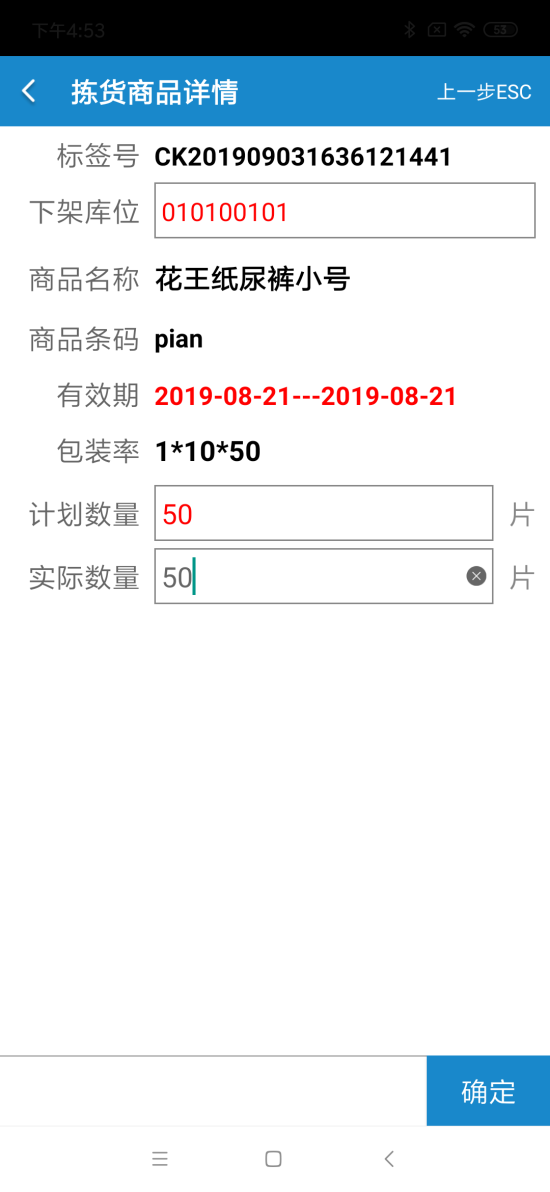 下午4:53 53
拣货商品详情 上一步ESC
标签号 CK201909031636121441
下架库位 010100101
商品名称 花王纸尿裤小号
商品条码 pian
有效期 2019-08-21---2019-08-21
包装率 1*10*50
计划数量 50 片
实际数量 50 片
确定